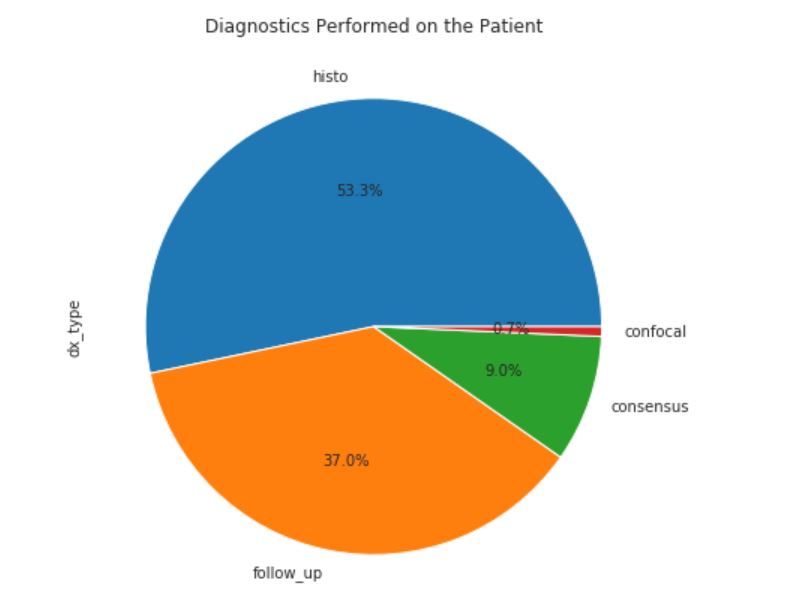 Diagnostics Performed on the Patient
histo
53.3%
dx_type
0.7%
confocal
9.0%
consensus
37.0%
follow_up